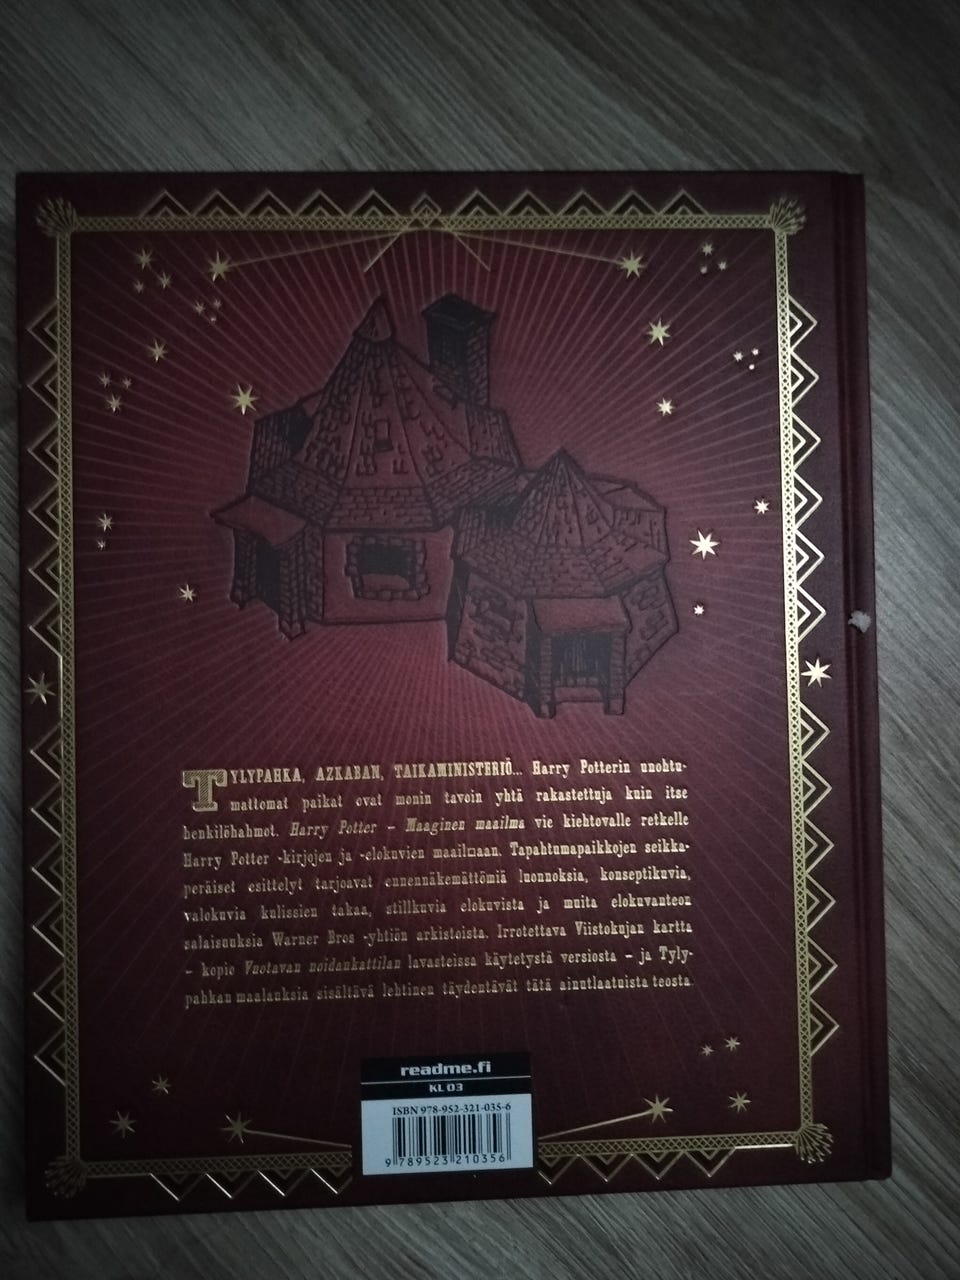 TYLYPAHKA, AZKABAN, TAIKAMINISTERIÖ... Harry Potterin unohtu-
mattomat paikat ovat monin tavoin yhtä rakastettuja kuin itse
henkilöhahmot. Harry Potter – Maaginen maailma vie kiehtovalle retkelle
Harry Potter -kirjojen ja -elokuvien maailmaan. Tapahtumapaikkojen seikka-
peräiset esittelyt tarjoavat ennennäkemättömiä luonnoksia, konseptikuvia,
valokuvia kulissien takaa, stillkuvia elokuvista ja muita elokuvanteon
salaisuuksia Warner Bros -yhtiön arkistoista. Irrotettava Viistokujan kartta
– kopio Vuotavan noidankattilan lavasteissa käytetystä versiosta – ja Tyly-
pahkan maalauksia sisältävä lehtinen täydentävät tätä ainutlaatuista teosta.
readme.fi
KL 03
ISBN 978-952-321-035-6
9 789523 210356